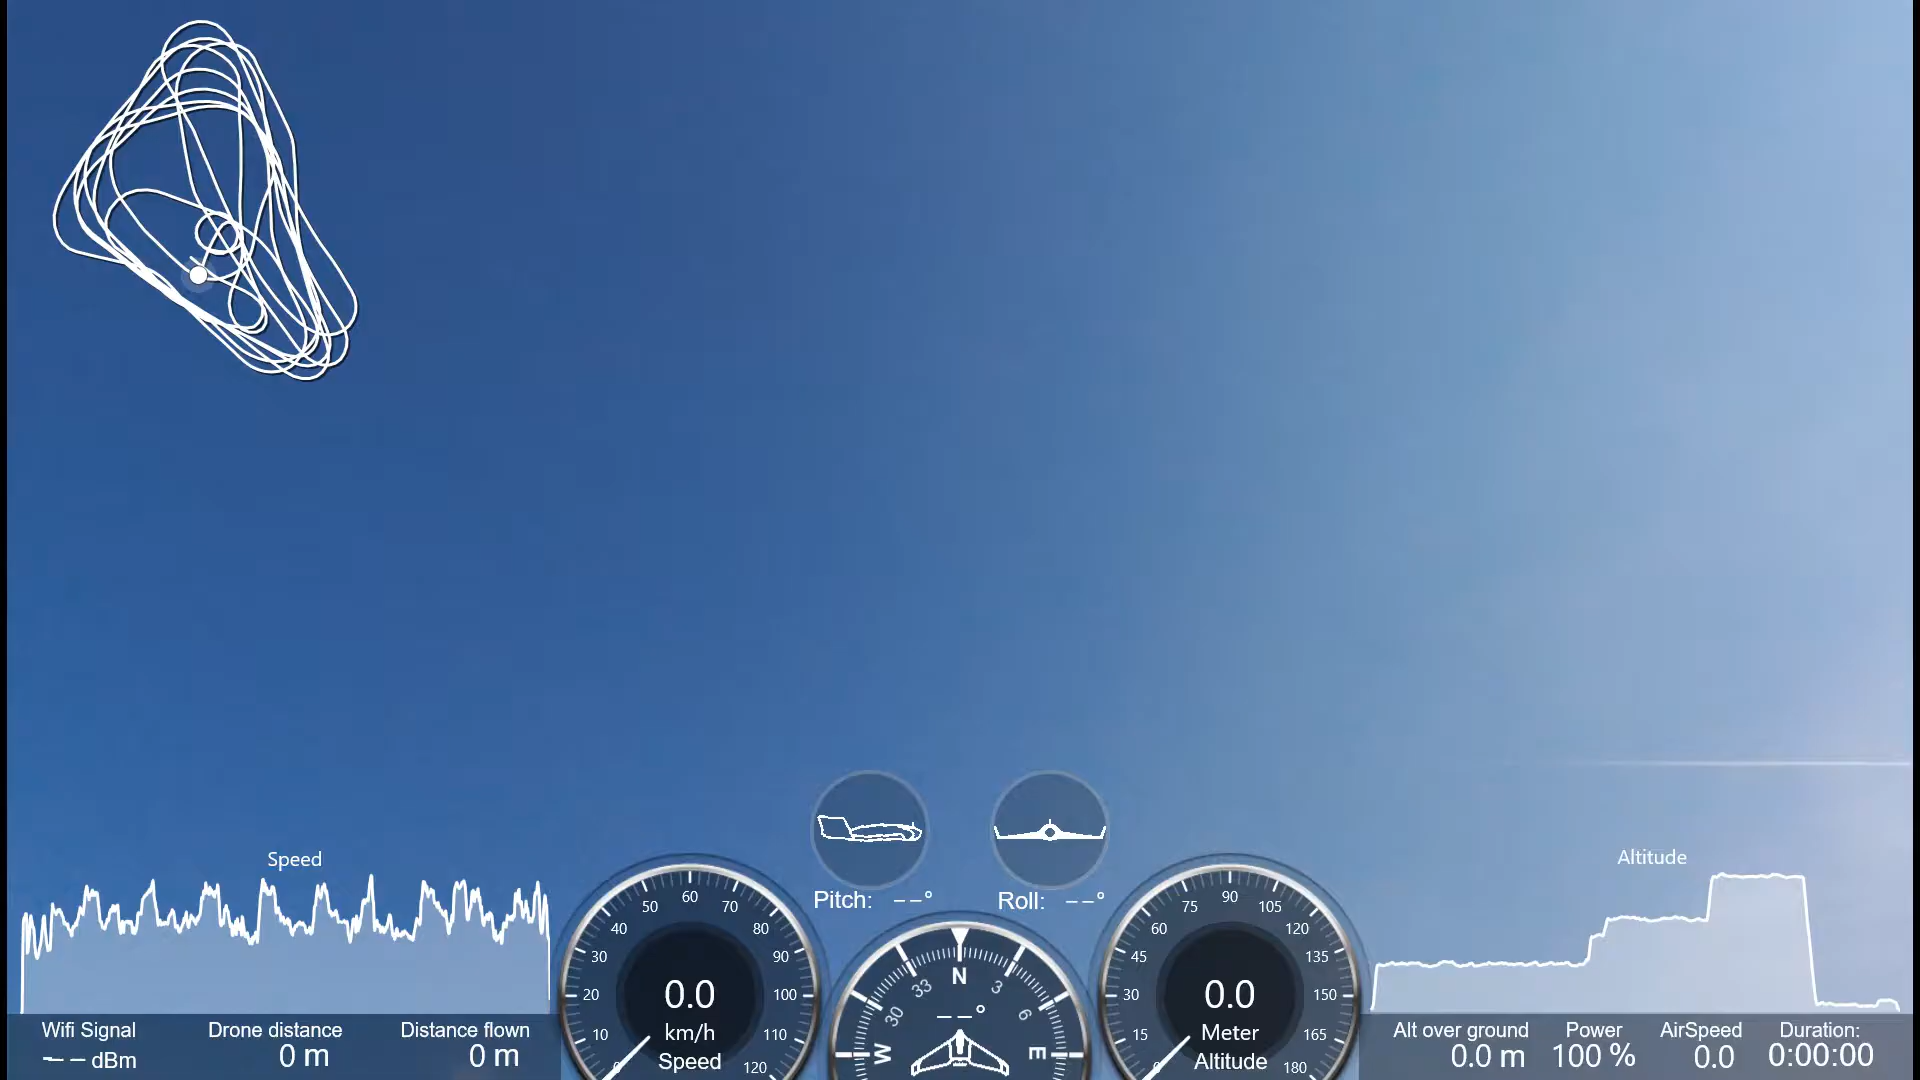 Speed
Altitude
Pitch: --°
Roll: --°
60
50 70
40 80
30 90
20 100
10 110
0 120
0.0
km/h
Speed
N
33 3
30 6
W E
--°
90
75 105
60 120
45 135
30 150
15 165
0 180
0.0
Meter
Altitude
Wifi Signal
-- dBm
Drone distance
0 m
Distance flown
0 m
Alt over ground
0.0 m
Power
100 %
AirSpeed
0.0
Duration:
0:00:00